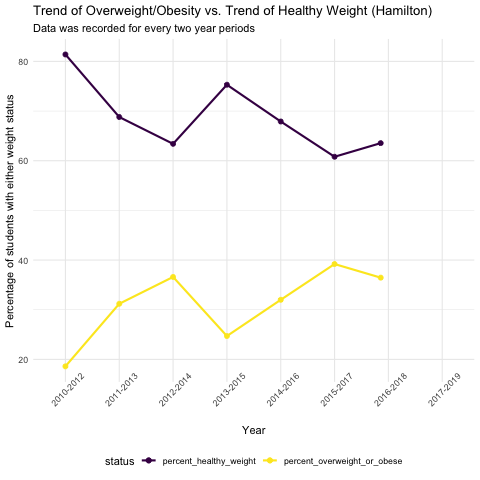 Trend of Overweight/Obesity vs. Trend of Healthy Weight (Hamilton)
Data was recorded for every two year periods
Percentage of students with either weight status
80
60
40
20
2010-2012
2011-2013
2012-2014
2013-2015
2014-2016
2015-2017
2016-2018
2017-2019
Year
status
percent_healthy_weight
percent_overweight_or_obese